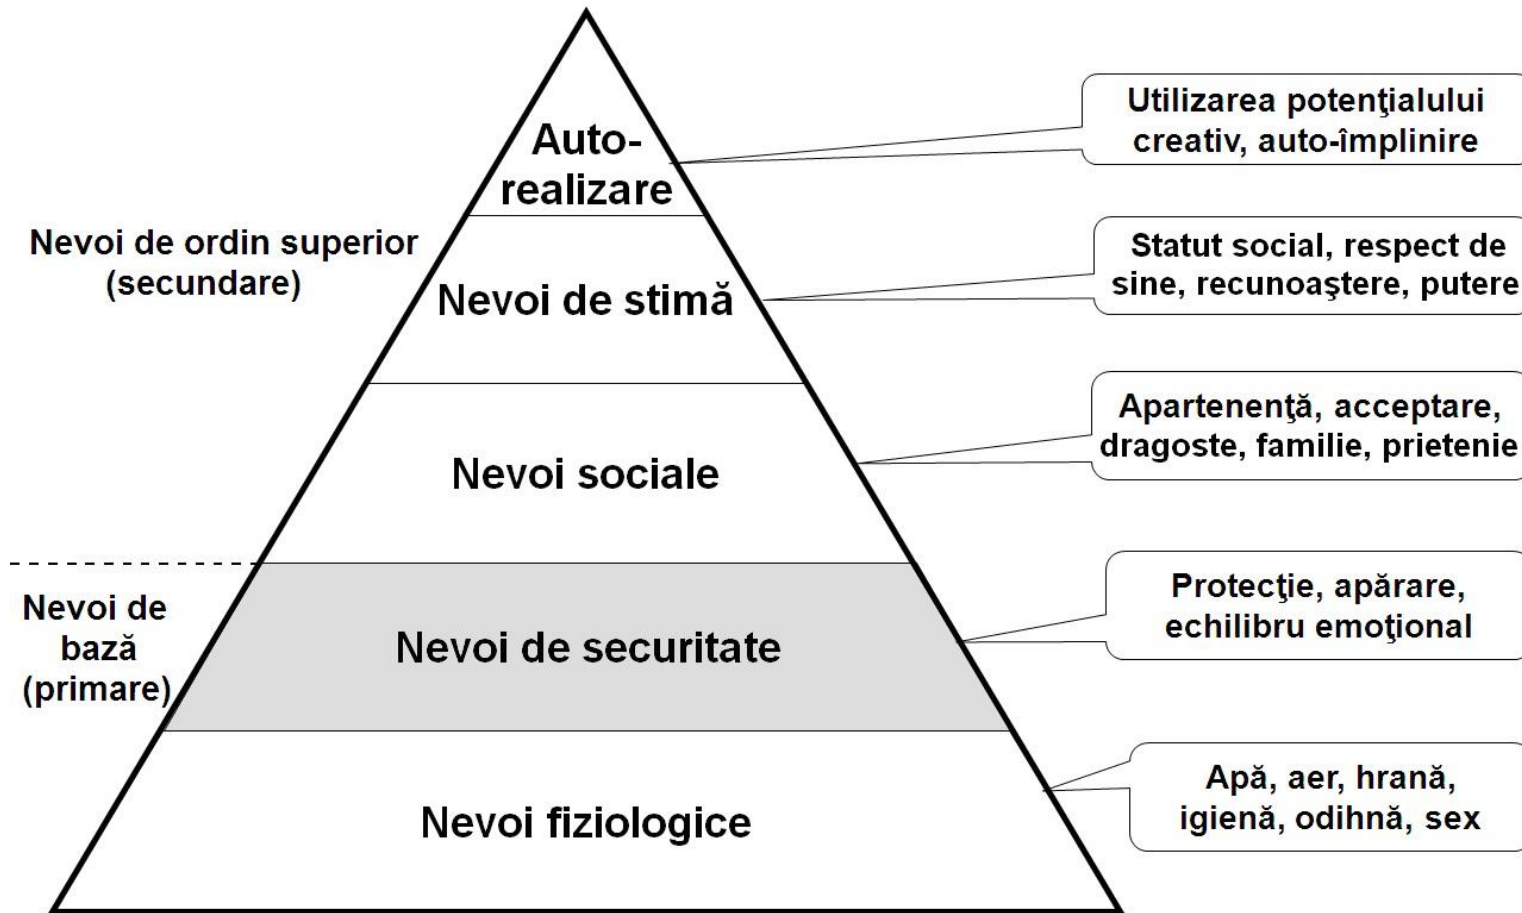 Auto-
realizare
Utilizarea potenţialului
creativ, auto-împlinire
Nevoi de ordin superior
(secundare)
Nevoi de stimă
Statut social, respect de
sine, recunoaştere, putere
Nevoi sociale
Apartenenţă, acceptare,
dragoste, familie, prietenie
Nevoi de
bază
(primare)
Nevoi de securitate
Protecţie, apărare,
echilibru emoţional
Nevoi fiziologice
Apă, aer, hrană,
igienă, odihnă, sex